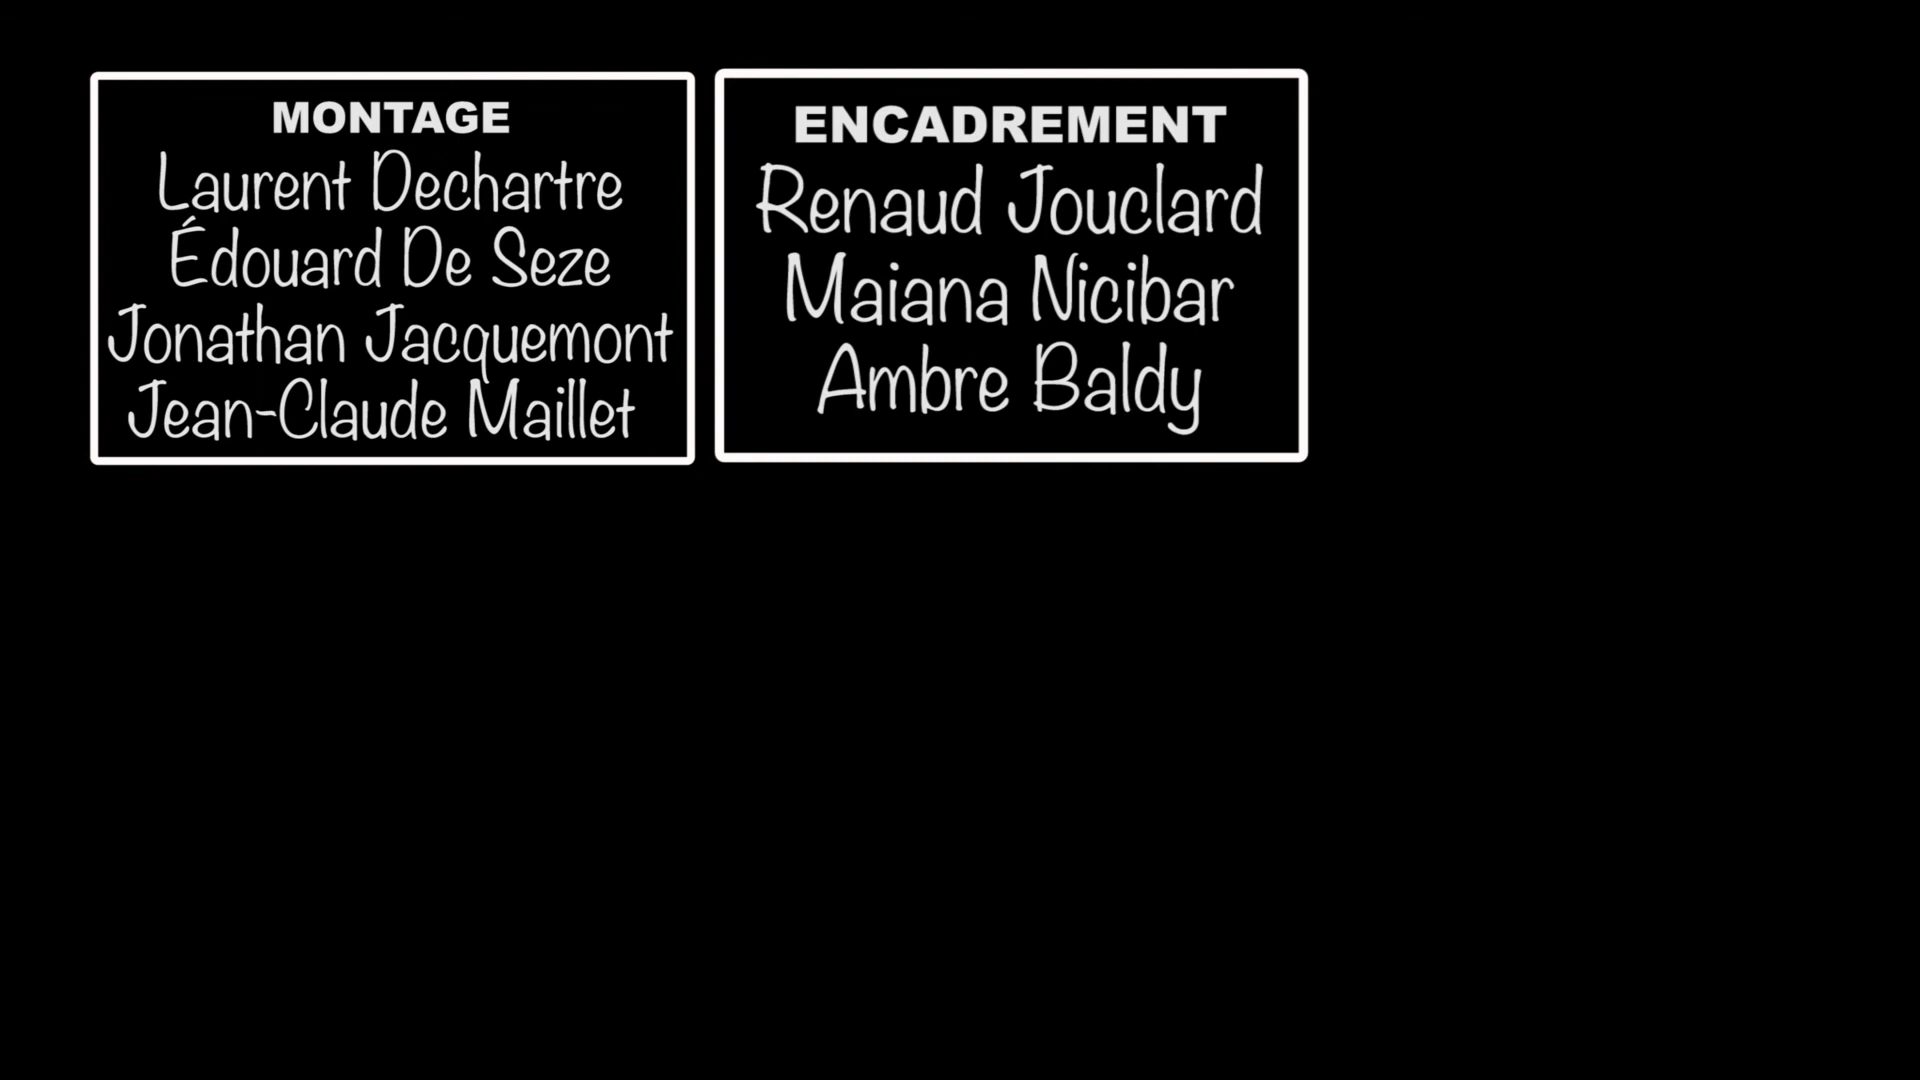 MONTAGE
Laurent Dechartre
Édouard De Seze
Jonathan Jacquemont
Jean-Claude Maillet
ENCADREMENT
Renaud Jouclard
Maiana Nicibar
Ambre Baldy